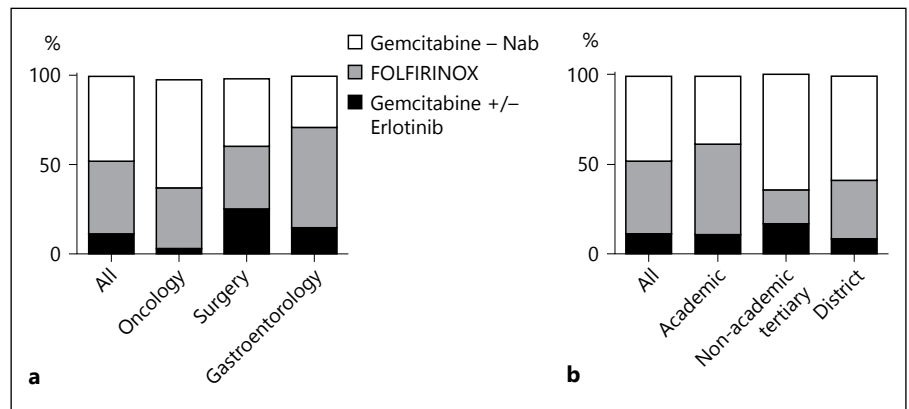 %
100
50
0
All
Oncology
Surgery
Gastroentorology
a
Gemcitabine – Nab
FOLFIRINOX
Gemcitabine +/–
Erlotinib
%
100
50
0
All
Academic
Non-academic
tertiary
District
b